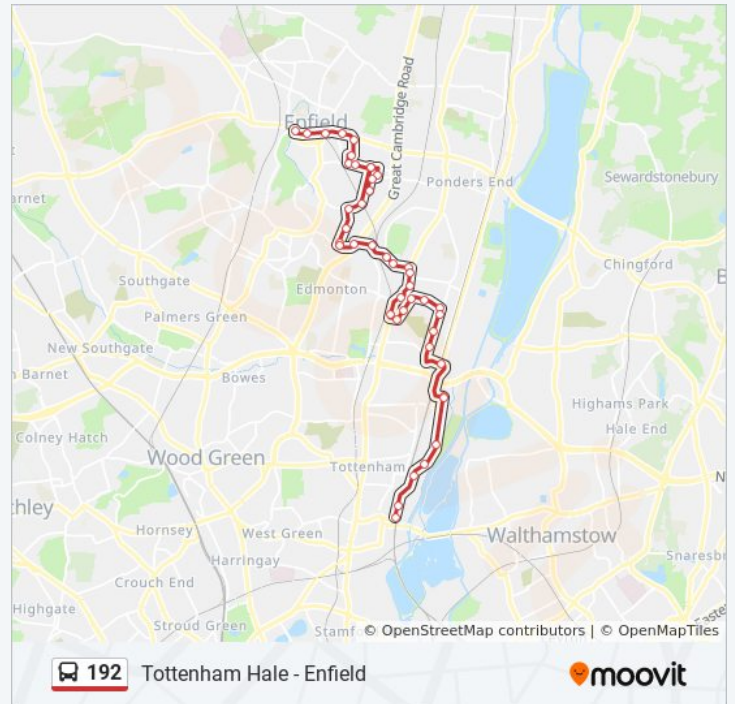 Enfield
Great Cambridge Road
Ponders End
Sewardstonebury
arnet
Chingford
Southgate
Edmonton
Palmers Green
New Southgate
n Barnet
Bowes
Highams Park
Colney Hatch
Hale End
Wood Green
Tottenham
chley
Hornsey
West Green
Walthamstow
Harringay
Snaresb
Crouch End
Highgate
Stroud Green
Stamf
Easte
© OpenStreetMap contributors | © OpenMapTiles
192 Tottenham Hale - Enfield
moovit